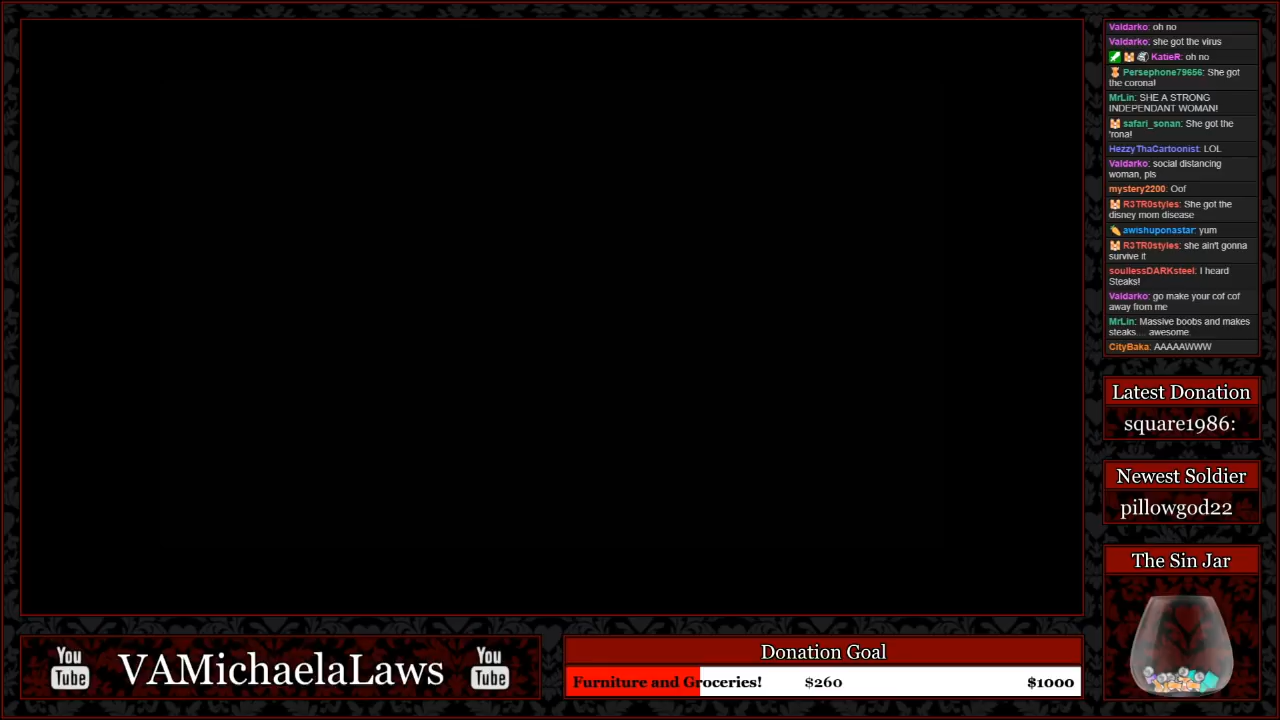 Valdarko: oh no
Valdarko: she got the virus
KatieR: oh no
Persephone79656: She got
the corona!
MrLin: SHE A STRONG
INDEPENDANT WOMAN!
safari_sonan: She got the
'rona!
HezzyThaCartoonist: LOL
Valdarko: social distancing
woman, pls
mystery2200: Oof
R3TR0styles: She got the
disney mom disease
awishuponastar: yum
R3TR0styles: she ain't gonna
survive it
soullessDARKsteel: I heard
Steaks!
Valdarko: go make your cof cof
away from me
MrLin: Massive boobs and makes
steaks.... awesome.
CityBaka: AAAAAWWW
Latest Donation
square1986:
Newest Soldier
pillowgod22
The Sin Jar
You Tube VAMichaelaLaws You Tube
Donation Goal
Furniture and Groceries! $260 $1000